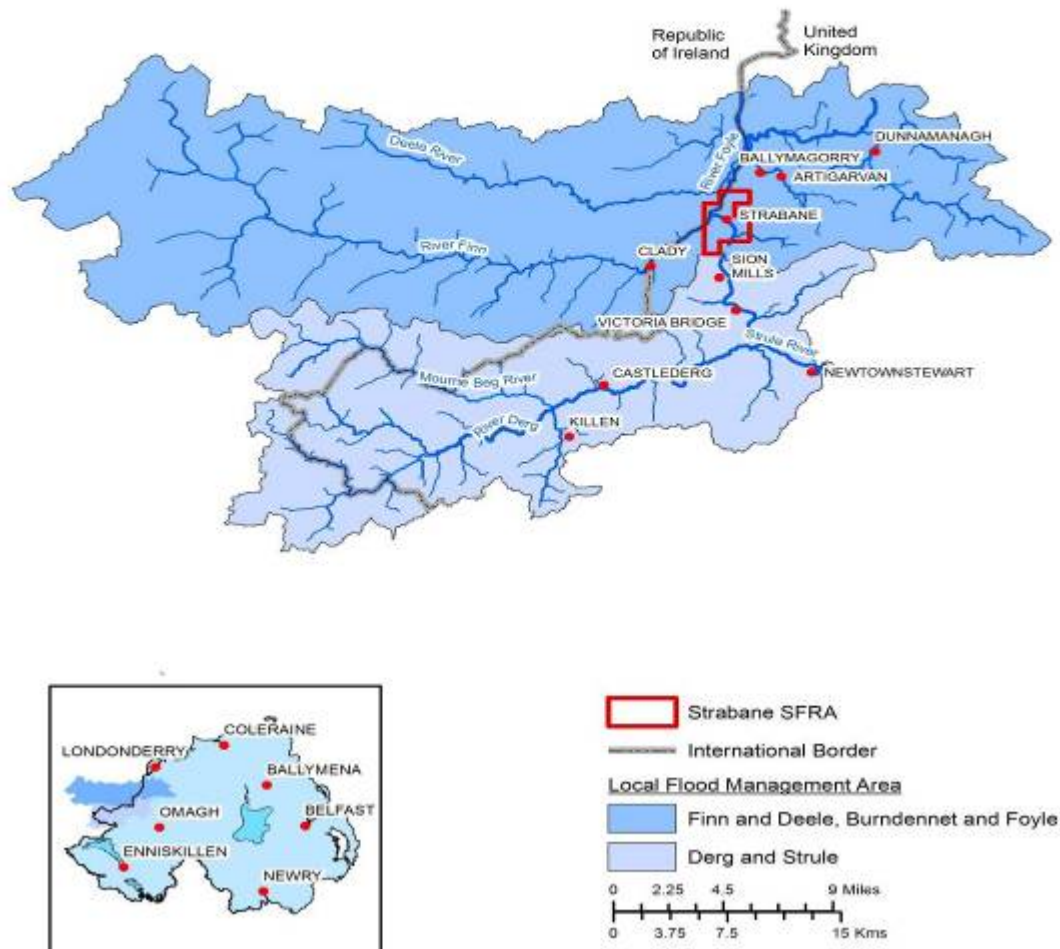 Republic
of Ireland
United
Kingdom
DUNNAMANAGH
Deele River
River Foyle
BALLYMAGORRY
ARTIGARVAN
STRABANE
River Finn
CLADY
SION
MILLS
VICTORIA BRIDGE
Strule River
Mourne Beg River
CASTLEDERG
NEWTOWNSTEWART
River Derg
KILLEN
COLERAINE
LONDONDERRY
BALLYMENA
OMAGH
BELFAST
ENNISKILLEN
NEWRY
Strabane SFRA
International Border
Local Flood Management Area
Finn and Deele, Burndennet and Foyle
Derg and Strule
0 2.25 4.5 9 Miles
0 3.75 7.5 15 Kms